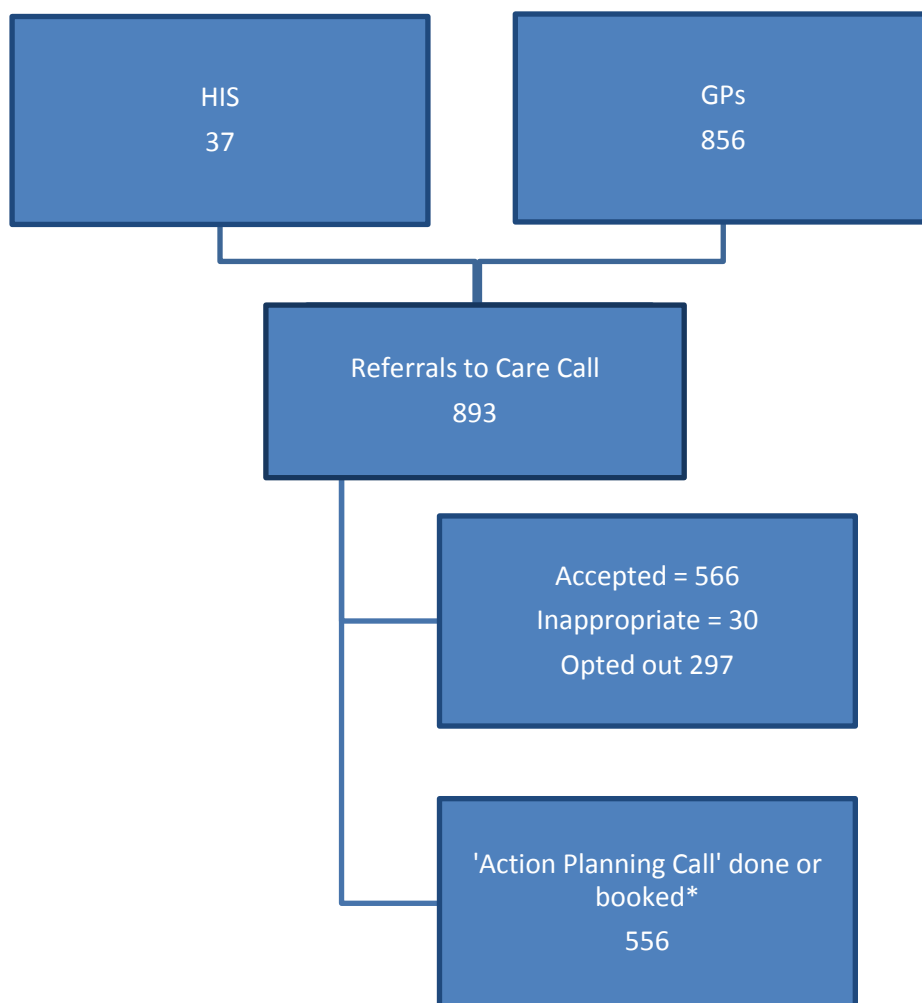 HIS
37
GPs
856
Referrals to Care Call
893
Accepted = 566
Inappropriate = 30
Opted out 297
'Action Planning Call' done or
booked*
556